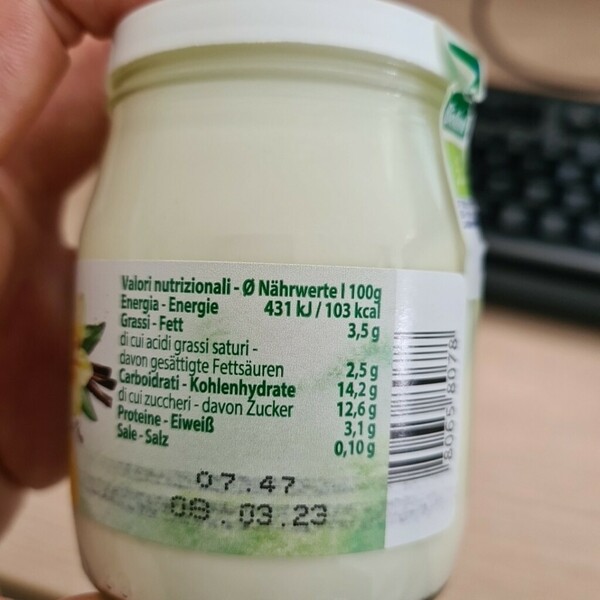 Valori nutrizionali - Ø Nährwerte | 100g
Energia - Energie 431 kJ / 103 kcal
Grassi - Fett 3,5 g
di cui acidi grassi saturi -
davon gesättigte Fettsäuren 2,5 g
Carboidrati - Kohlenhydrate 14,2 g
di cui zuccheri - davon Zucker 12,6 g
Proteine - Eiweiß 3,1 g
Sale - Salz 0,10 g
07.47
08.03.23
80658078